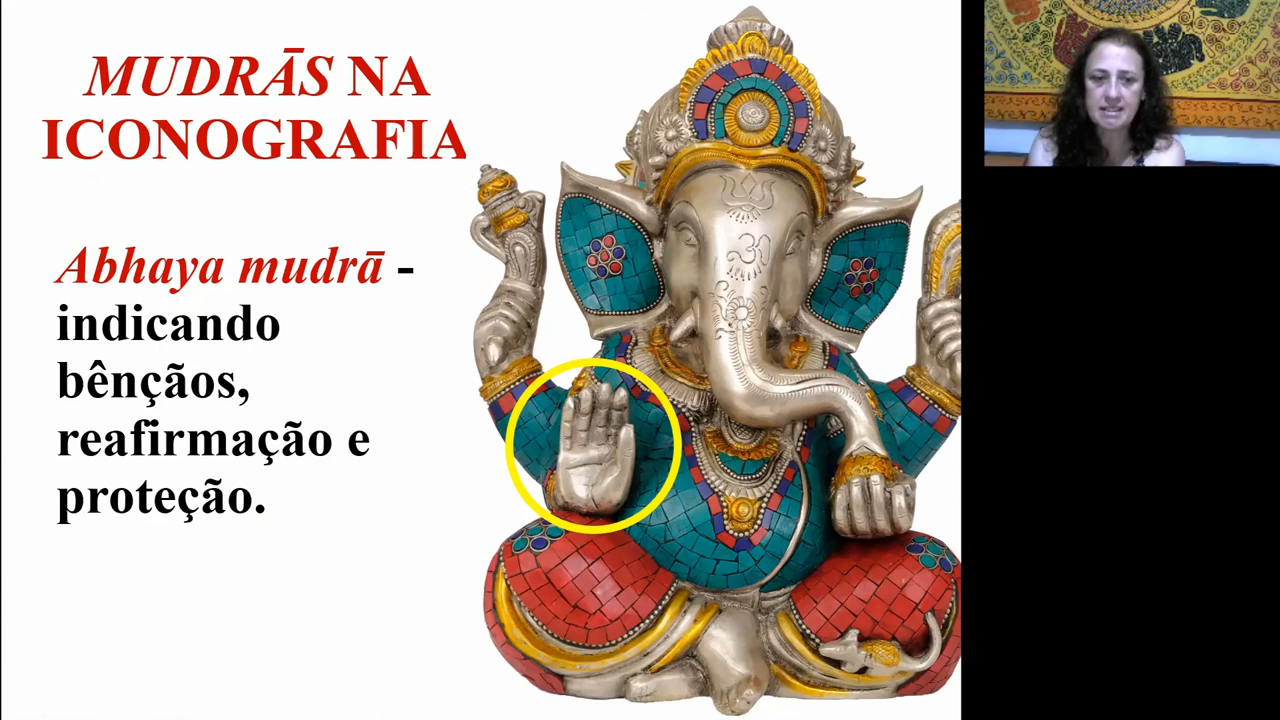 MUDRĀS NA
ICONOGRAFIA
Abhaya mudrā -
indicando
bênçãos,
reafirmação e
proteção.
ॐ